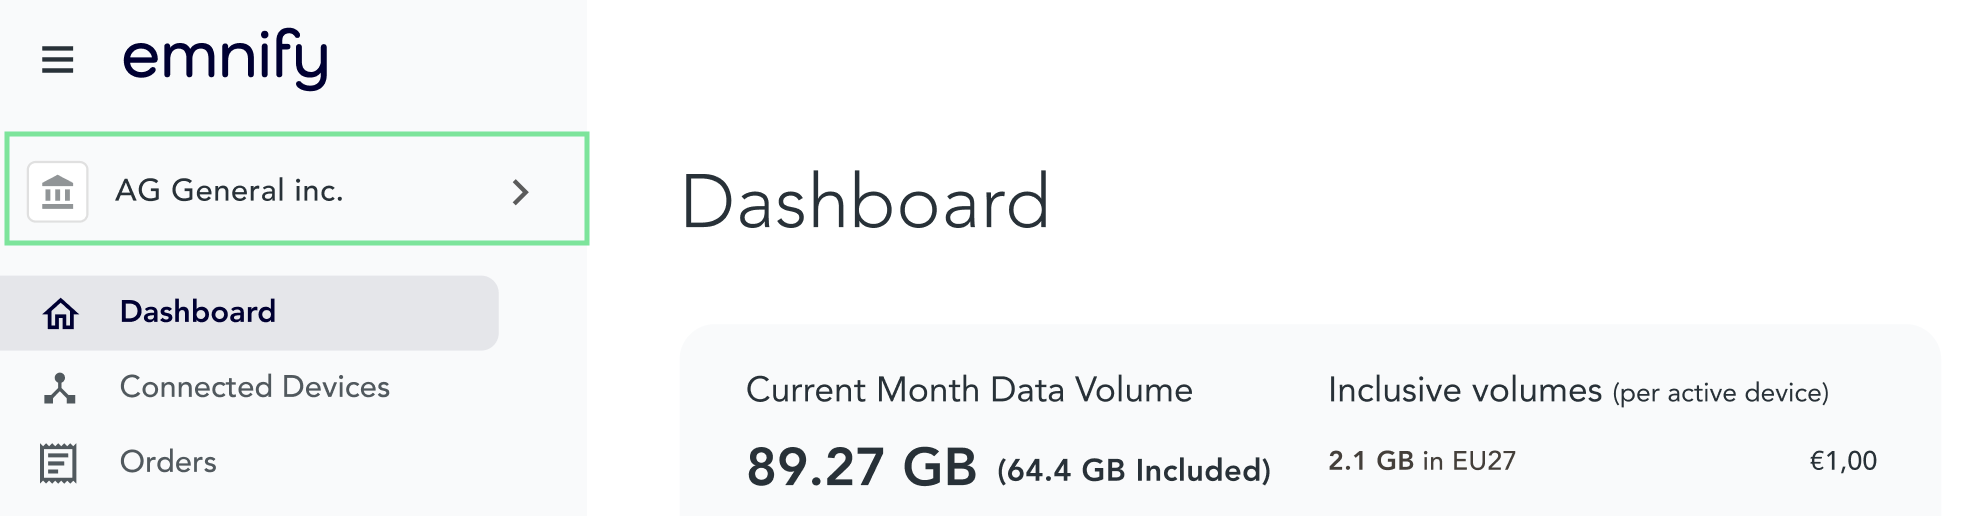 emnify
AG General inc.
Dashboard
Connected Devices
Orders
Dashboard
Current Month Data Volume
89.27 GB (64.4 GB Included)
Inclusive volumes (per active device)
2.1 GB in EU27 €1,00